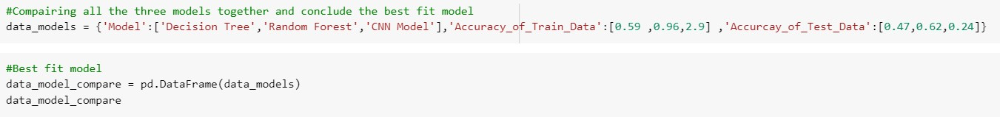 #Compairing all the three models together and conclude the best fit model
data_models = {'Model':['Decision Tree','Random Forest','CNN Model'],'Accuracy_of_Train_Data':[0.59 ,0.96,2.9] ,'Accurcay_of_Test_Data':[0.47,0.62,0.24]}
#Best fit model
data_model_compare = pd.DataFrame(data_models)
data_model_compare